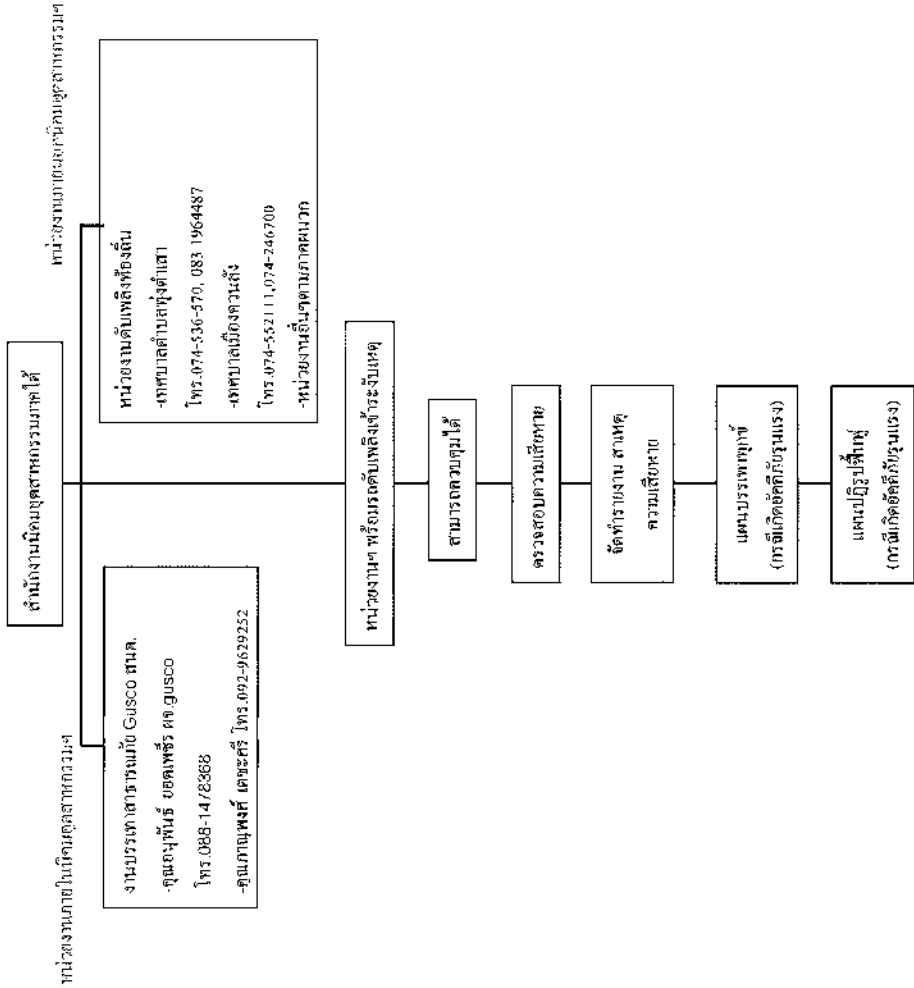 สำนักงานนิคมอุตสาหกรรมภาคใต้
หน่วยงานภายในนิคมอุตสาหกรรมฯ
หน่วยงานภายนอกนิคมอุตสาหกรรมฯ
งานบรรเทาสาธารณภัย Gusco สนต.
-คุณอนุพันธ์ ยอดเพชร ผจ.gusco
โทร.088-1478368
-คุณภาณุพงศ์ เดชะศรี โทร.092-9629252
หน่วยงานดับเพลิงท้องถิ่น
-เทศบาลตำบลทุ่งตำเสา
โทร.074-536-570, 083 1964487
-เทศบาลเมืองควนลัง
โทร.074-552111,074-246700
-หน่วยงานอื่นๆตามภาคผนวก
หน่วยงานฯ พร้อมรถดับเพลิงเข้าระงับเหตุ
สามารถควบคุมได้
ตรวจสอบความเสียหาย
จัดทำรายงาน สาเหตุ
ความเสียหาย
แผนบรรเทาทุกข์
(กรณีเกิดอัคคีภัยรุนแรง)
แผนปฏิรูปฟื้นฟู
(กรณีเกิดอัคคีภัยรุนแรง)